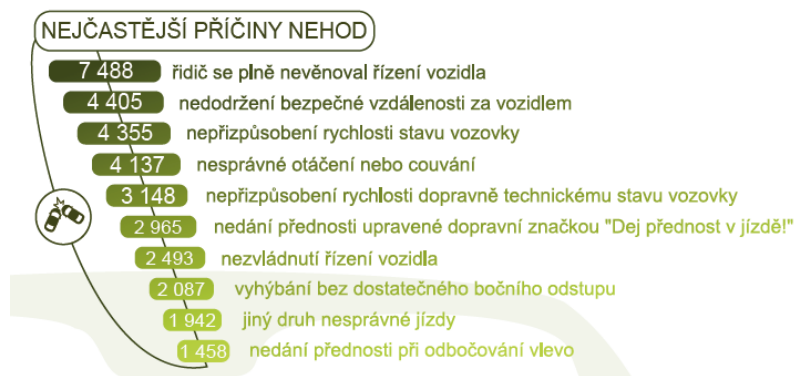 NEJČASTĚJŠÍ PŘÍČINY NEHOD
7 488 řidič se plně nevěnoval řízení vozidla
4 405 nedodržení bezpečné vzdálenosti za vozidlem
4 355 nepřizpůsobení rychlosti stavu vozovky
4 137 nesprávné otáčení nebo couvání
3 148 nepřizpůsobení rychlosti dopravně technickému stavu vozovky
2 965 nedání přednosti upravené dopravní značkou "Dej přednost v jízdě!"
2 493 nezvládnutí řízení vozidla
2 087 vyhýbání bez dostatečného bočního odstupu
1 942 jiný druh nesprávné jízdy
1 458 nedání přednosti při odbočování vlevo